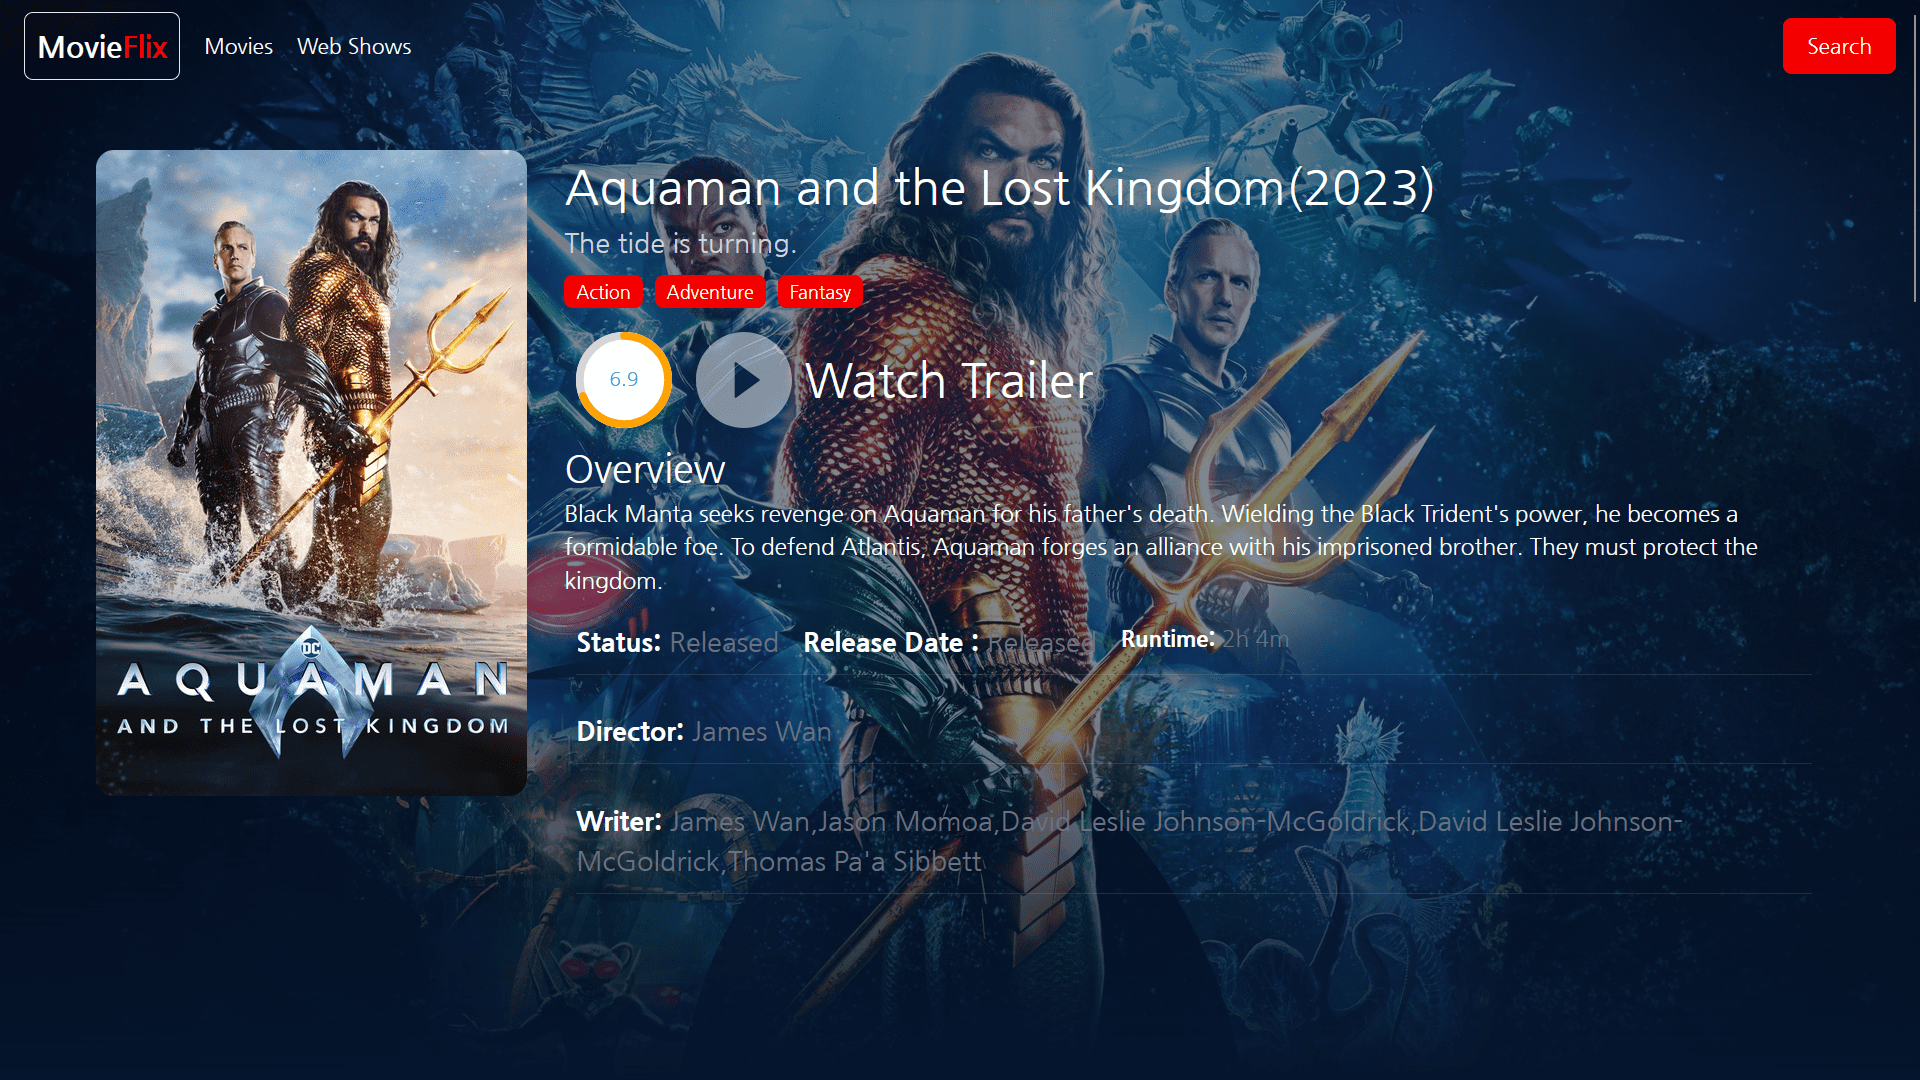 MovieFlix Movies Web Shows Search
Aquaman and the Lost Kingdom(2023)
The tide is turning.
Action Adventure Fantasy
6.9 Watch Trailer
Overview
Black Manta seeks revenge on Aquaman for his father's death. Wielding the Black Trident's power, he becomes a
formidable foe. To defend Atlantis, Aquaman forges an alliance with his imprisoned brother. They must protect the
kingdom.
Status: Released Release Date : Released Runtime: 2h 4m
Director: James Wan
Writer: James Wan,Jason Momoa,David Leslie Johnson-McGoldrick,David Leslie Johnson-
McGoldrick,Thomas Pa'a Sibbett
DC
AQUAMAN
AND THE LOST KINGDOM